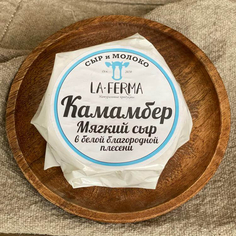 СЫР и МОЛОКО
LA·FERMA
Камамбер
Мягкий сыр
в белой благородной
плесени